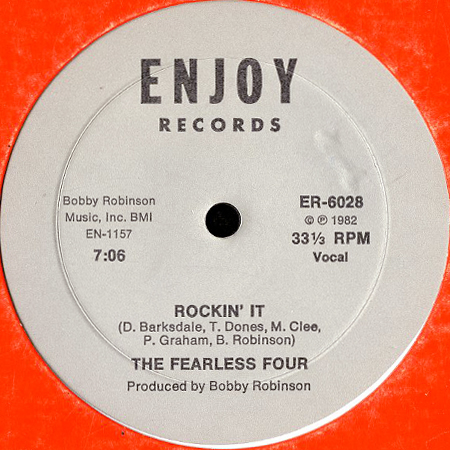 ENJOY
RECORDS
Bobby Robinson
Music, Inc. BMI
EN-1157
7:06
ER-6028
© ℗ 1982
33⅓ RPM
Vocal
ROCKIN' IT
(D. Barksdale, T. Dones, M. Clee,
P. Graham, B. Robinson)
THE FEARLESS FOUR
Produced by Bobby Robinson